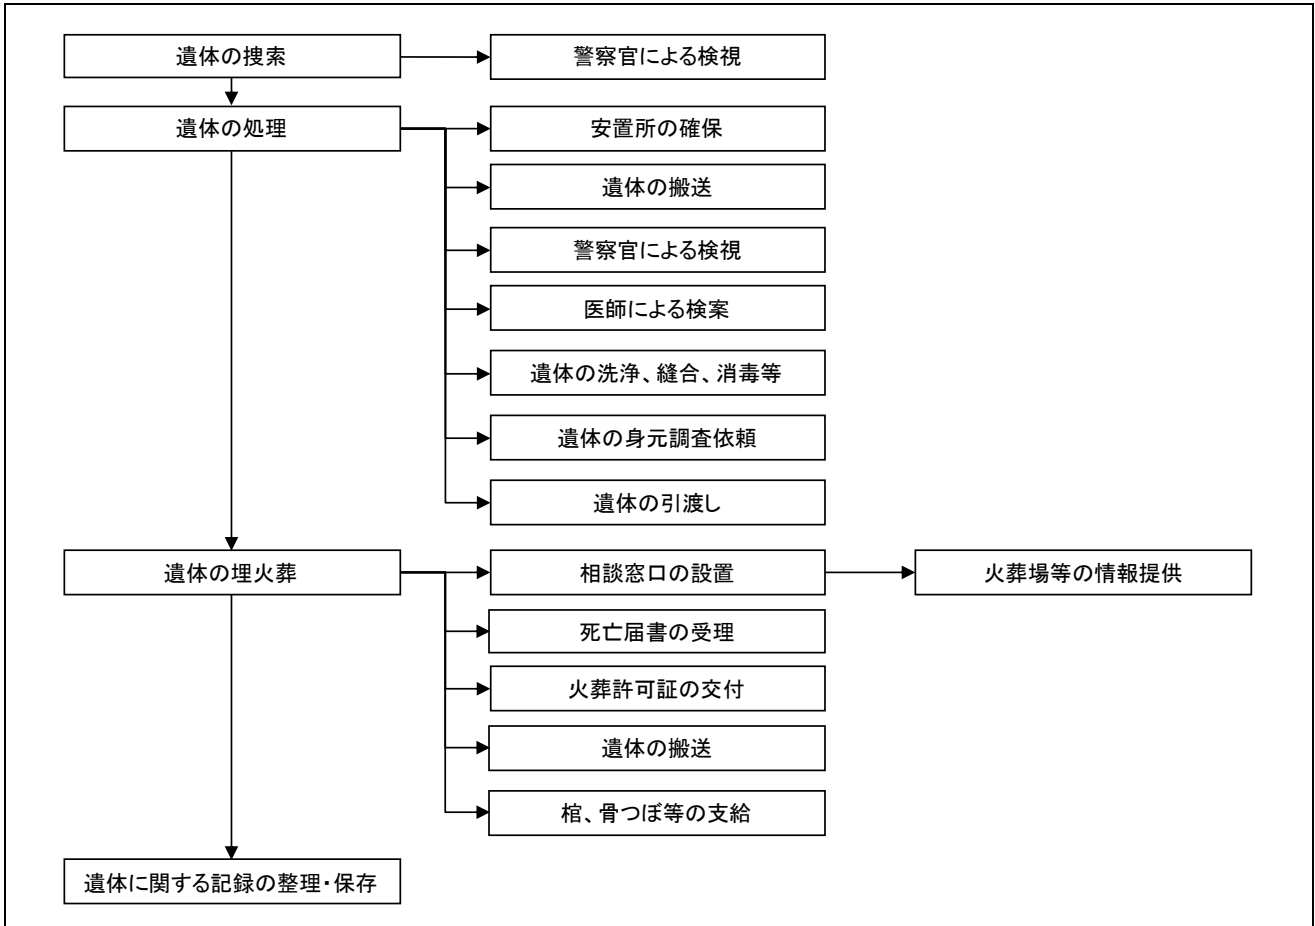 遺体の捜索
警察官による検視
遺体の処理
安置所の確保
遺体の搬送
警察官による検視
医師による検案
遺体の洗浄、縫合、消毒等
遺体の身元調査依頼
遺体の引渡し
遺体の埋火葬
相談窓口の設置
火葬場等の情報提供
死亡届書の受理
火葬許可証の交付
遺体の搬送
棺、骨つぼ等の支給
遺体に関する記録の整理・保存